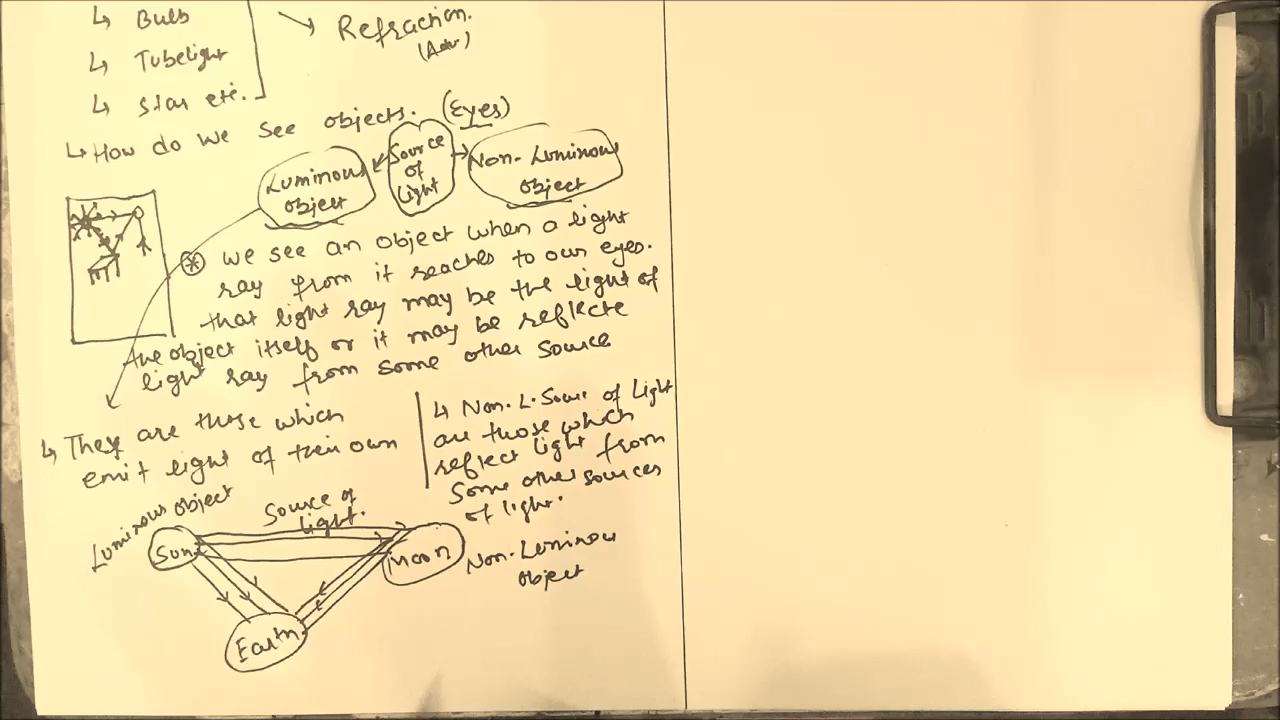 ↳ Bulb
↳ Tubelight
↳ Star etc.
Refraction.
(Adv)
↳ How do we see objects. (Eyes)
Luminous
object
Source
of
light
Non-Luminous
object
⊛ we see an object when a light
ray from it reaches to our eyes.
that light ray may be the light of
the object itself or it may be reflecte
light ray from some other source
↳ They are those which
emit light of their own
↳ Non. L. Source of light
are those which
reflect light from
Some other sources
of light.
Luminous object
Source of
light.
Sun
Moon
Non-Luminous
object
Earth